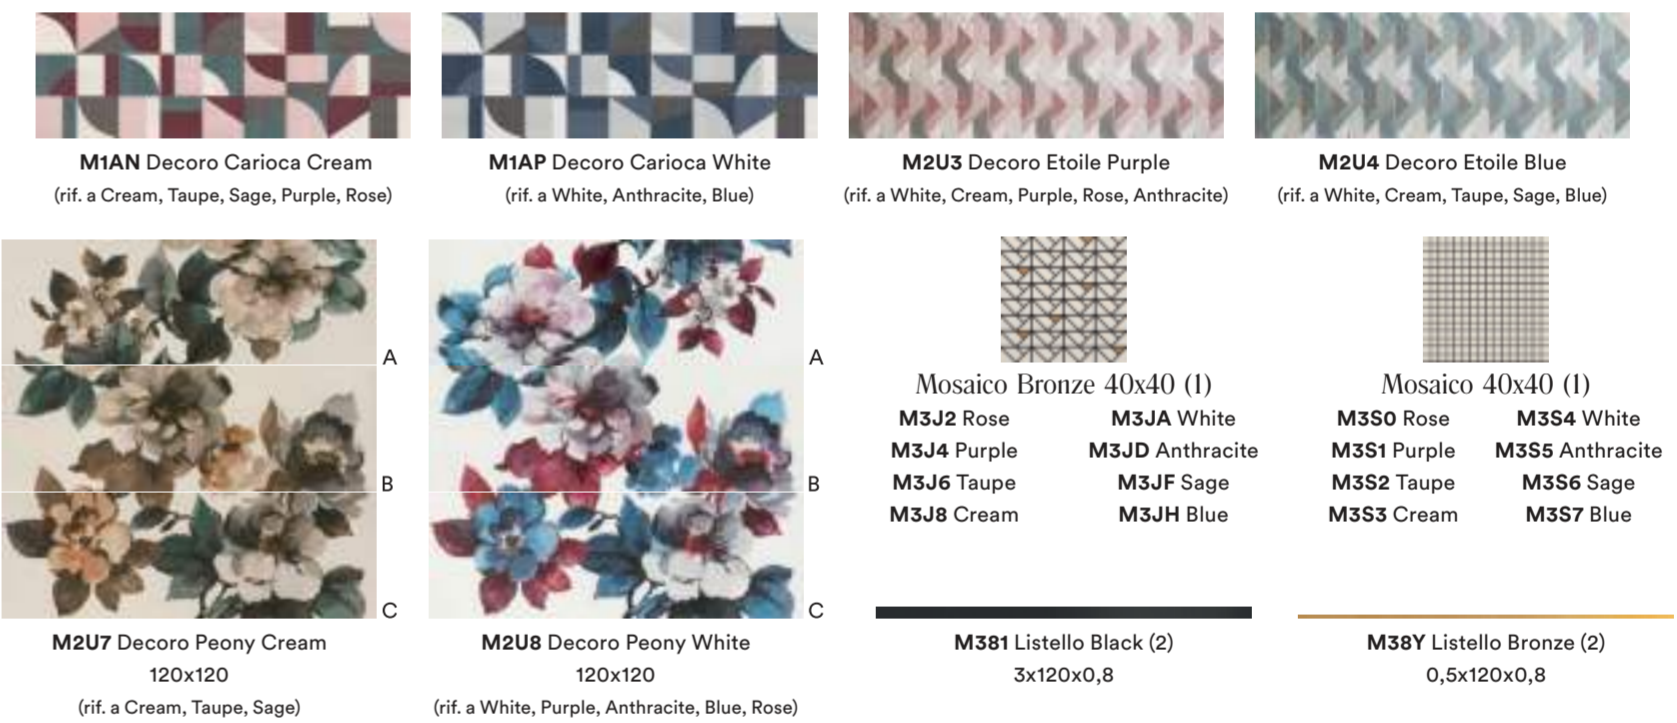 M1AN Decoro Carioca Cream
(rif. a Cream, Taupe, Sage, Purple, Rose)
M1AP Decoro Carioca White
(rif. a White, Anthracite, Blue)
M2U3 Decoro Etoile Purple
(rif. a White, Cream, Purple, Rose, Anthracite)
M2U4 Decoro Etoile Blue
(rif. a White, Cream, Taupe, Sage, Blue)
A
B
C
M2U7 Decoro Peony Cream
120x120
(rif. a Cream, Taupe, Sage)
A
B
C
M2U8 Decoro Peony White
120x120
(rif. a White, Purple, Anthracite, Blue, Rose)
Mosaico Bronze 40x40 (1)
M3J2 Rose
M3J4 Purple
M3J6 Taupe
M3J8 Cream
M3JA White
M3JD Anthracite
M3JF Sage
M3JH Blue
Mosaico 40x40 (1)
M3S0 Rose
M3S1 Purple
M3S2 Taupe
M3S3 Cream
M3S4 White
M3S5 Anthracite
M3S6 Sage
M3S7 Blue
M381 Listello Black (2)
3x120x0,8
M38Y Listello Bronze (2)
0,5x120x0,8